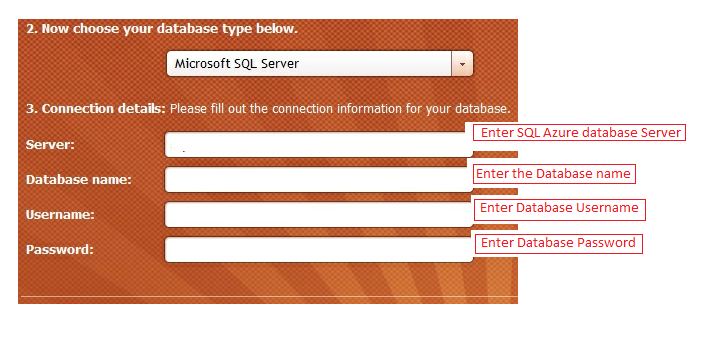 2. Now choose your database type below.
Microsoft SQL Server
3. Connection details: Please fill out the connection information for your database.
Server:
Enter SQL Azure database Server
Database name:
Enter the Database name
Username:
Enter Database Username
Password:
Enter Database Password